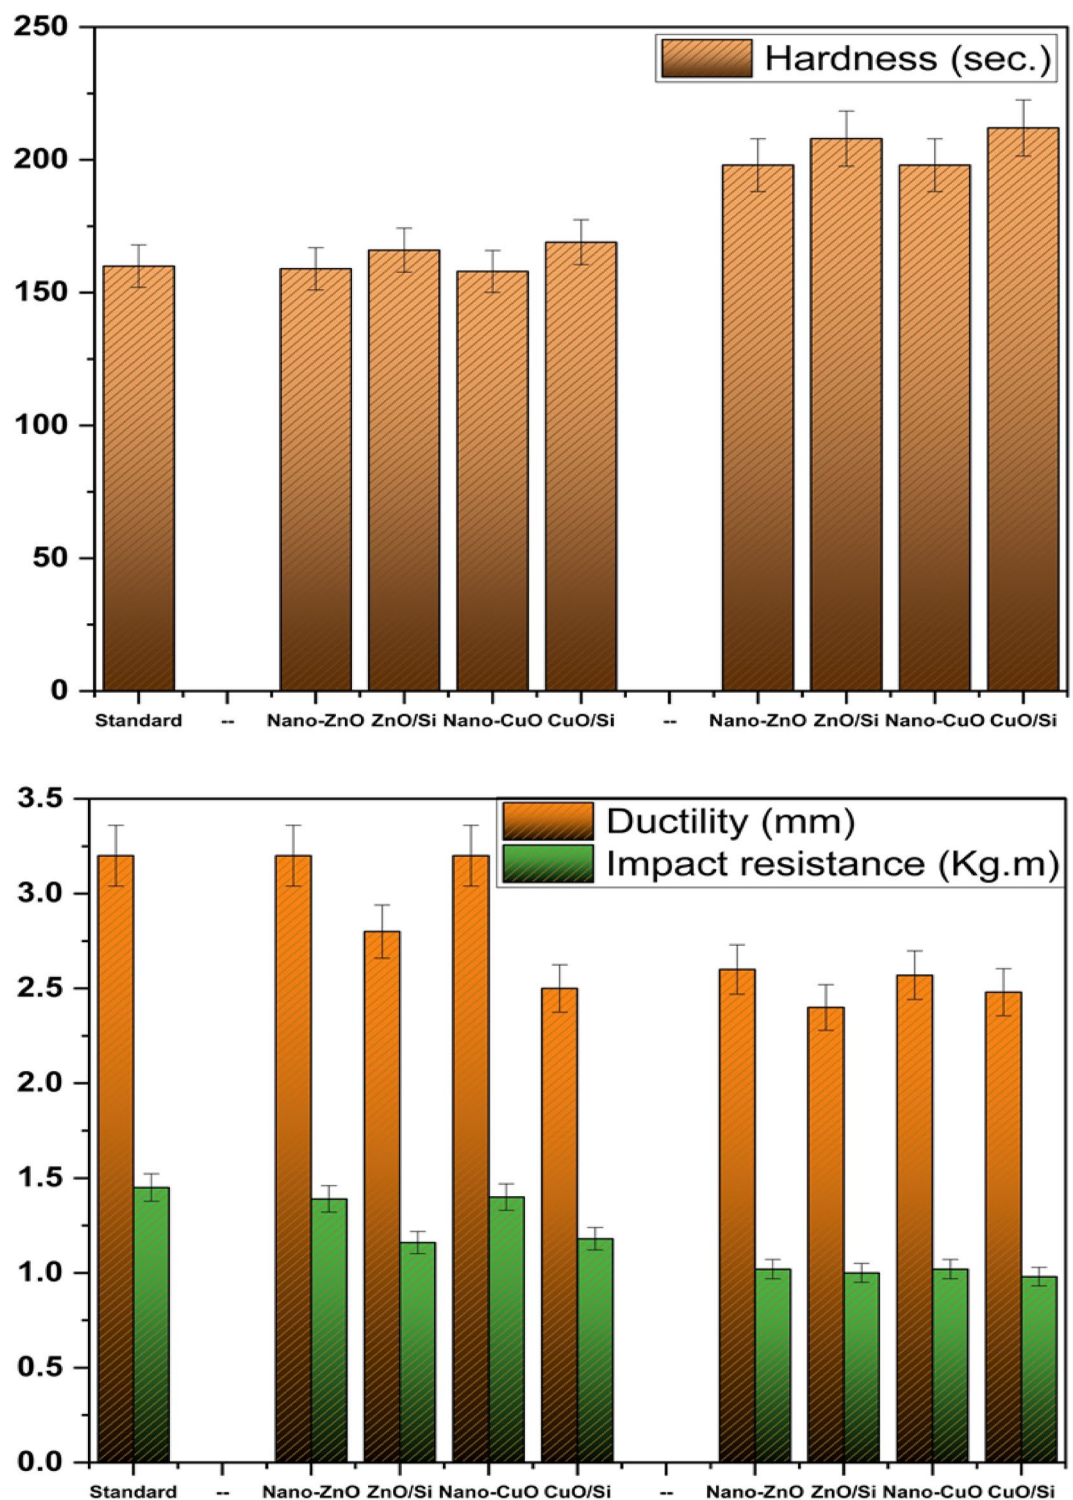 250
Hardness (sec.)
200
150
100
50
0
Standard -- Nano-ZnO ZnO/Si Nano-CuO CuO/Si -- Nano-ZnO ZnO/Si Nano-CuO CuO/Si
3.5
Ductility (mm)
Impact resistance (Kg.m)
3.0
2.5
2.0
1.5
1.0
0.5
0.0
Standard -- Nano-ZnO ZnO/Si Nano-CuO CuO/Si -- Nano-ZnO ZnO/Si Nano-CuO CuO/Si